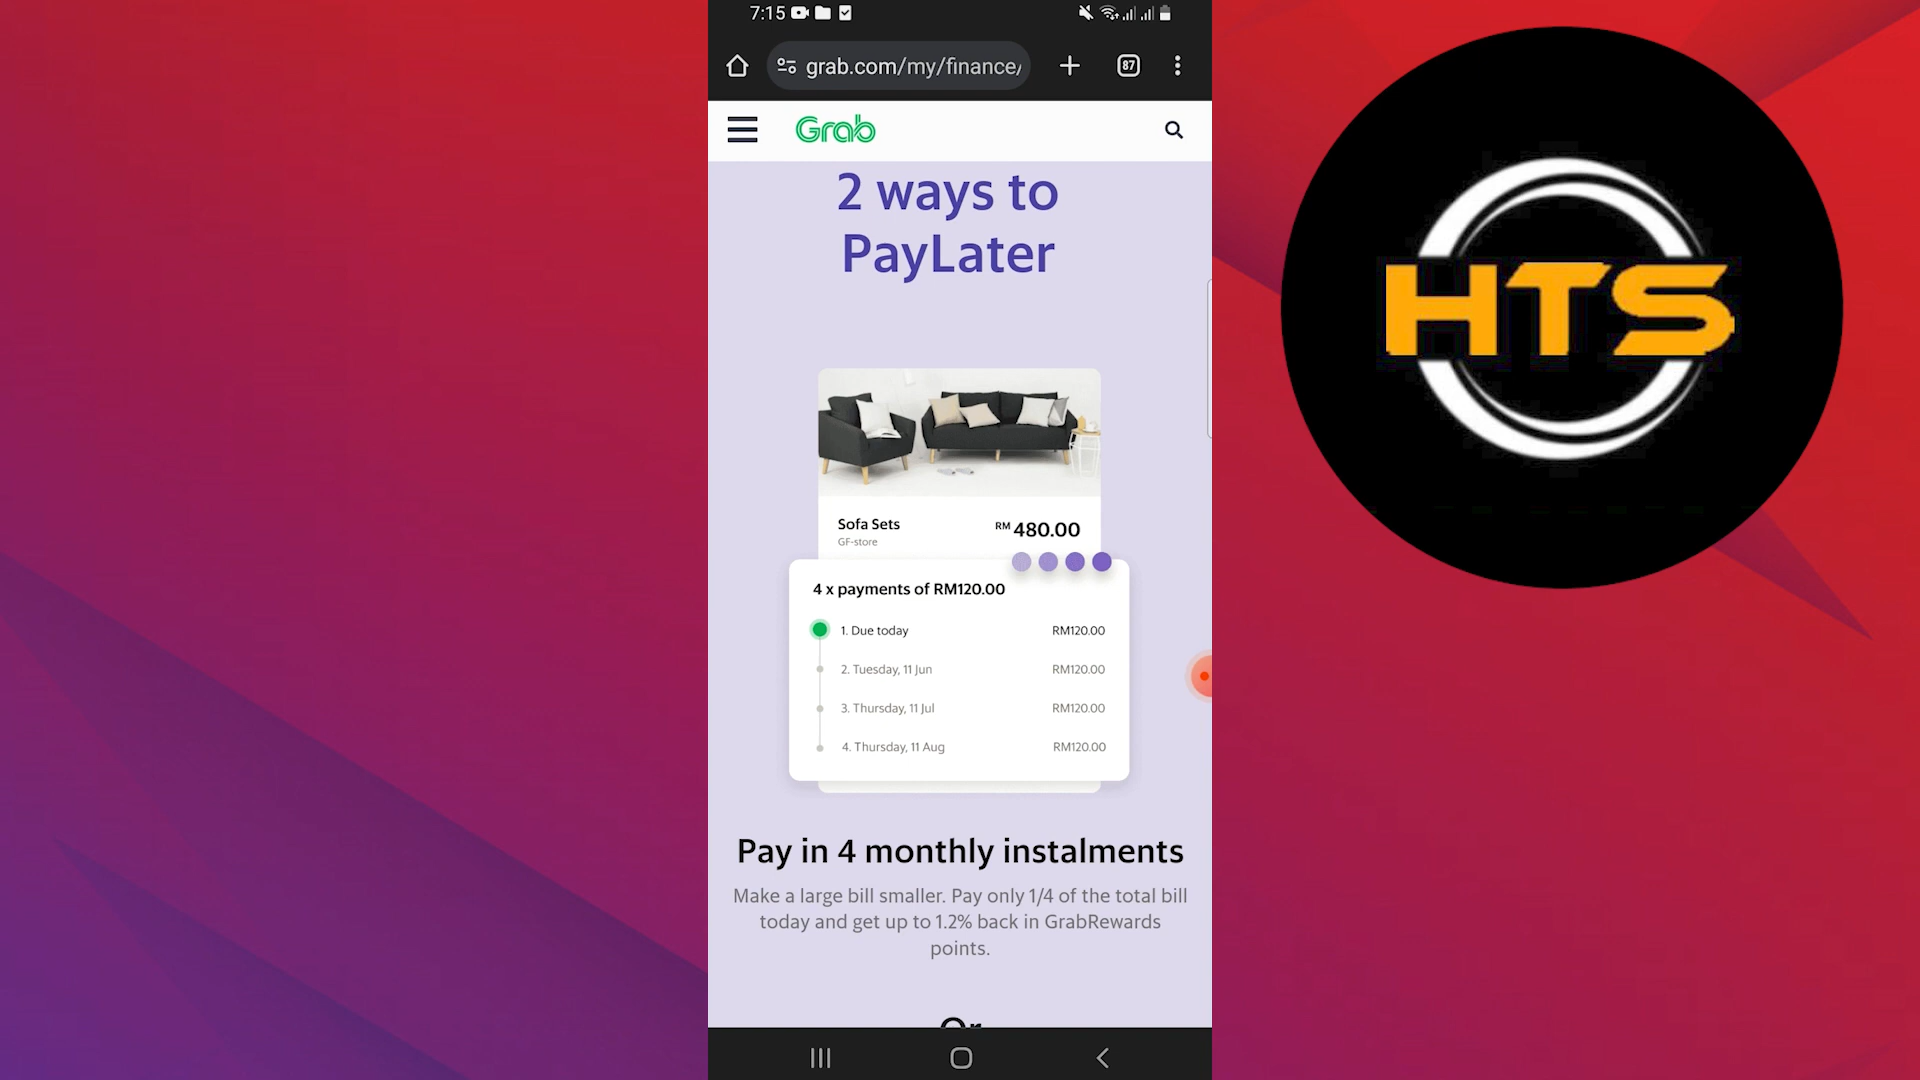 7:15
87
grab.com/my/finance/
Grab
2 ways to
PayLater
Sofa Sets
RM 480.00
GF-store
4 x payments of RM120.00
1. Due today RM120.00
2. Tuesday, 11 Jun RM120.00
3. Thursday, 11 Jul RM120.00
4. Thursday, 11 Aug RM120.00
Pay in 4 monthly instalments
Make a large bill smaller. Pay only 1/4 of the total bill
today and get up to 1.2% back in GrabRewards
points.
Or
HTS